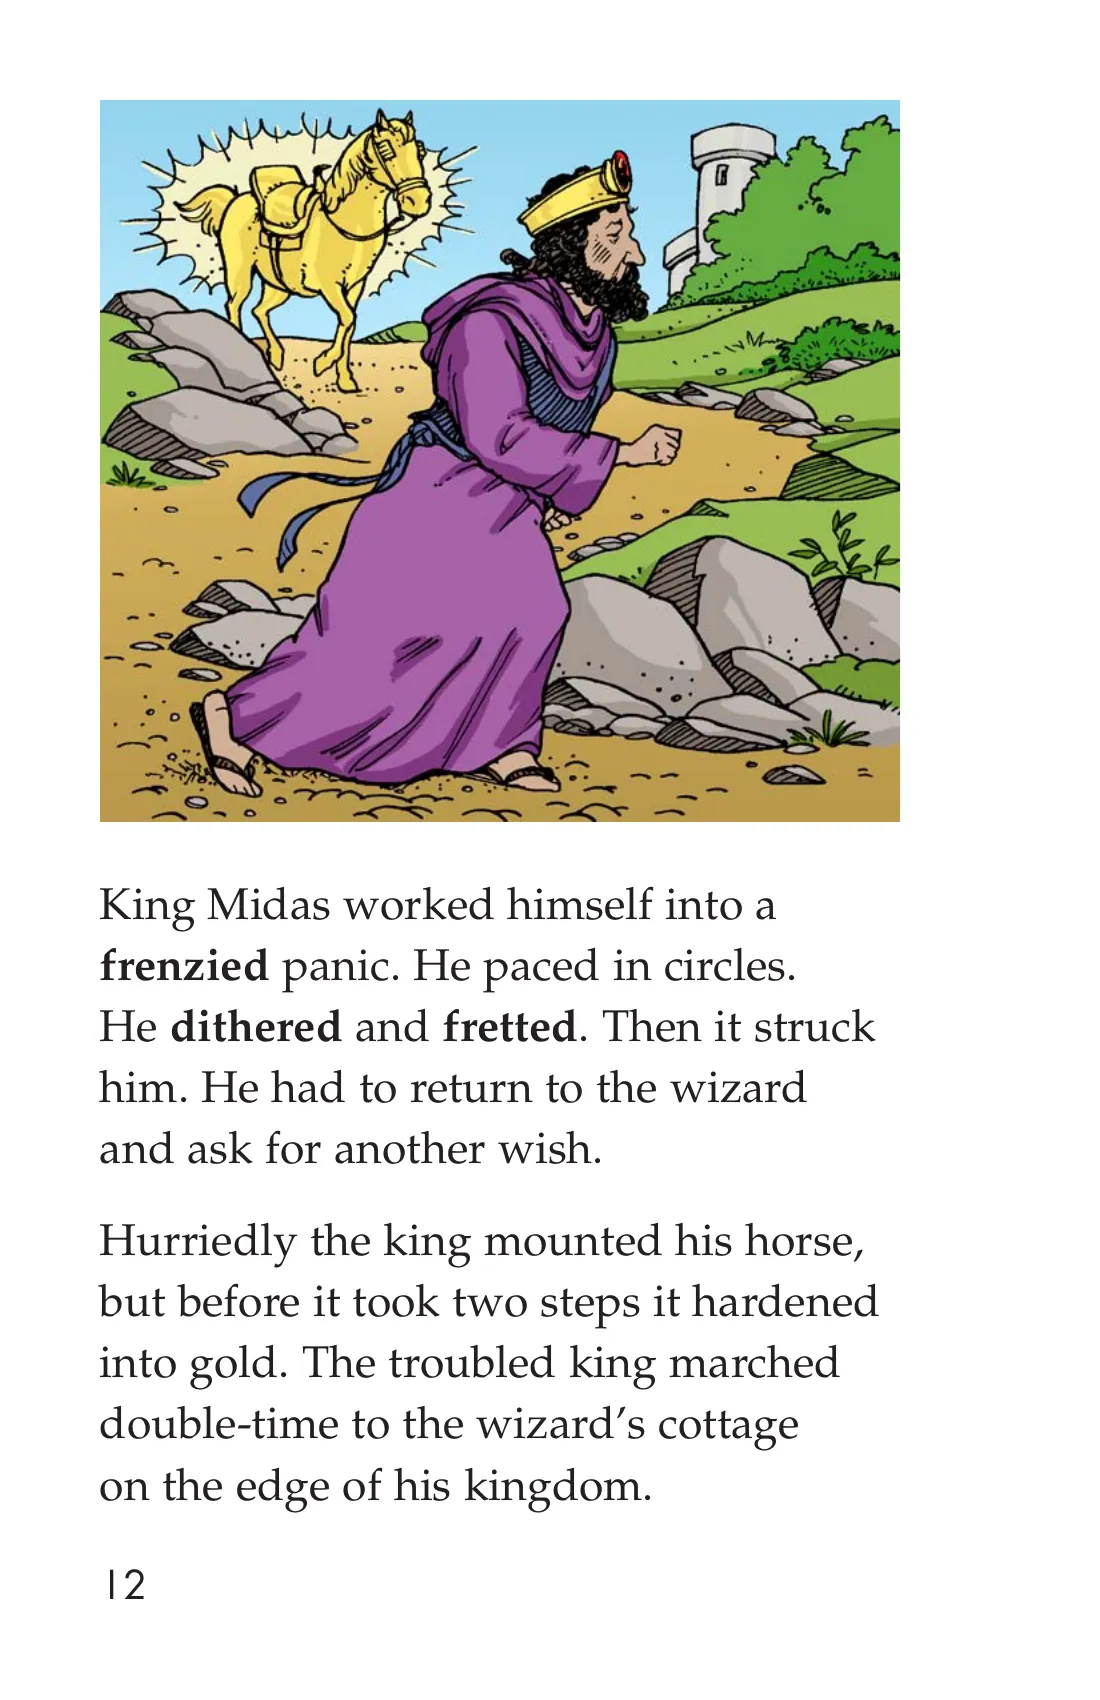 King Midas worked himself into a
frenzied panic. He paced in circles.
He dithered and fretted. Then it struck
him. He had to return to the wizard
and ask for another wish.
Hurriedly the king mounted his horse,
but before it took two steps it hardened
into gold. The troubled king marched
double-time to the wizard’s cottage
on the edge of his kingdom.
12